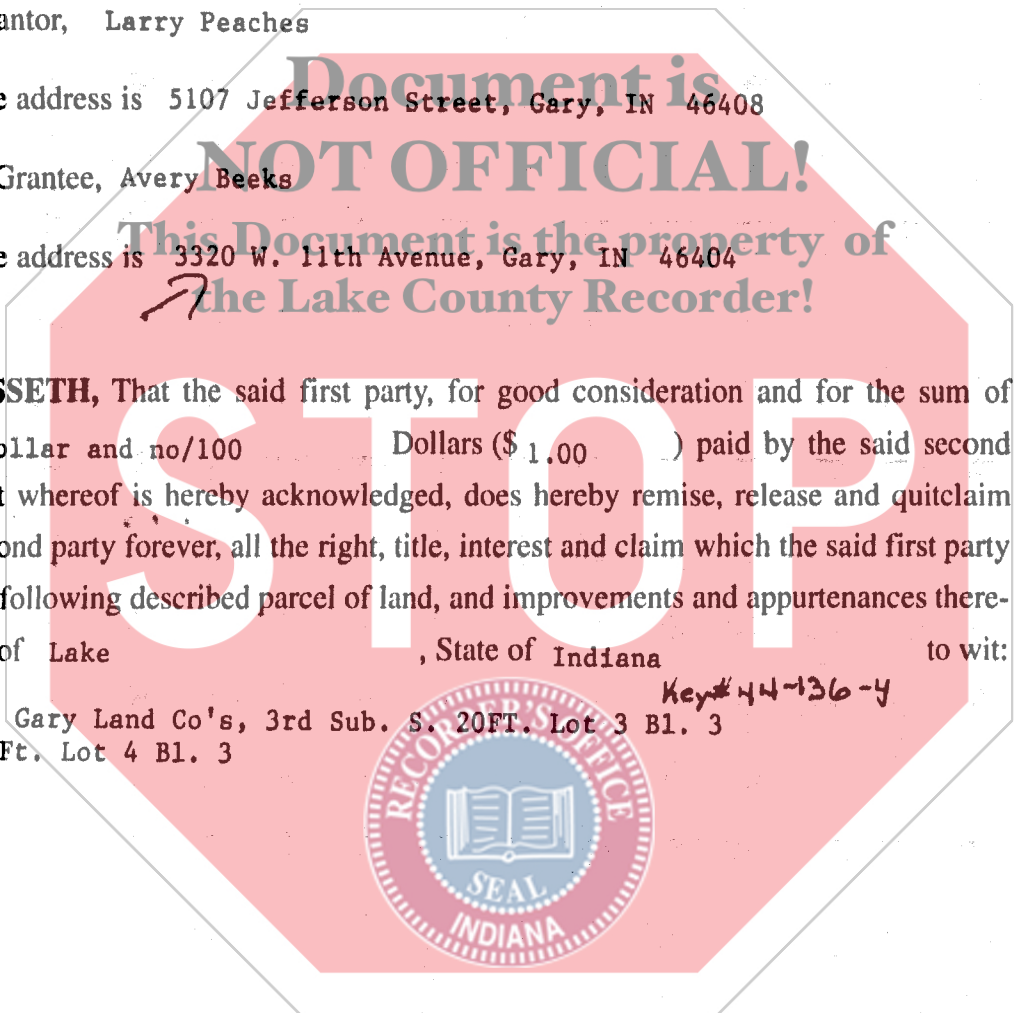 antor, Larry Peaches
Document is
e address is 5107 Jefferson Street, Gary, IN 46408
NOT OFFICIAL!
Grantee, Avery Beeks
This Document is the property of
e address is 3320 W. 11th Avenue, Gary, IN 46404
the Lake County Recorder!
SSETH, That the said first party, for good consideration and for the sum of
ollar and no/100 Dollars ($ 1.00 ) paid by the said second
t whereof is hereby acknowledged, does hereby remise, release and quitclaim
ond party forever, all the right, title, interest and claim which the said first party
following described parcel of land, and improvements and appurtenances there-
of Lake , State of Indiana to wit:
STOP
Key# 44-136-4
Gary Land Co's, 3rd Sub. S. 20FT. Lot 3 Bl. 3
Ft. Lot 4 Bl. 3
RECORDER'S OFFICE
SEAL
INDIANA